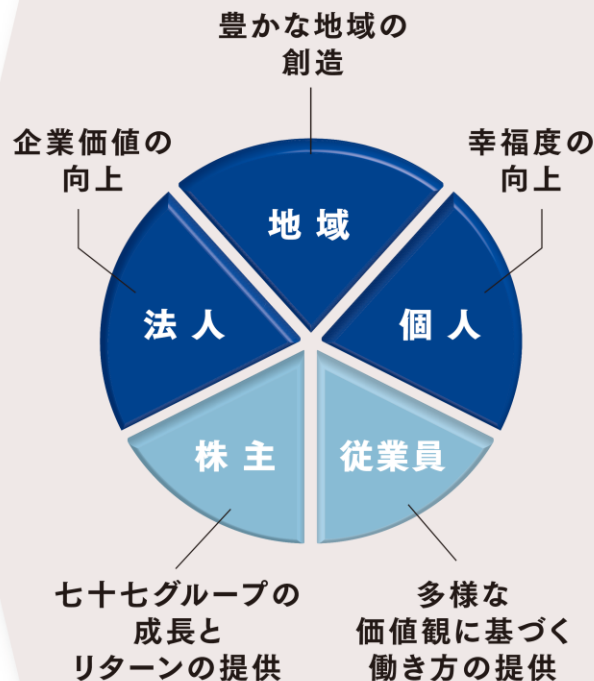 豊かな地域の
創造
企業価値の
向上
幸福度の
向上
地域
法人
個人
株主
従業員
七十七グループの
成長と
リターンの提供
多様な
価値観に基づく
働き方の提供